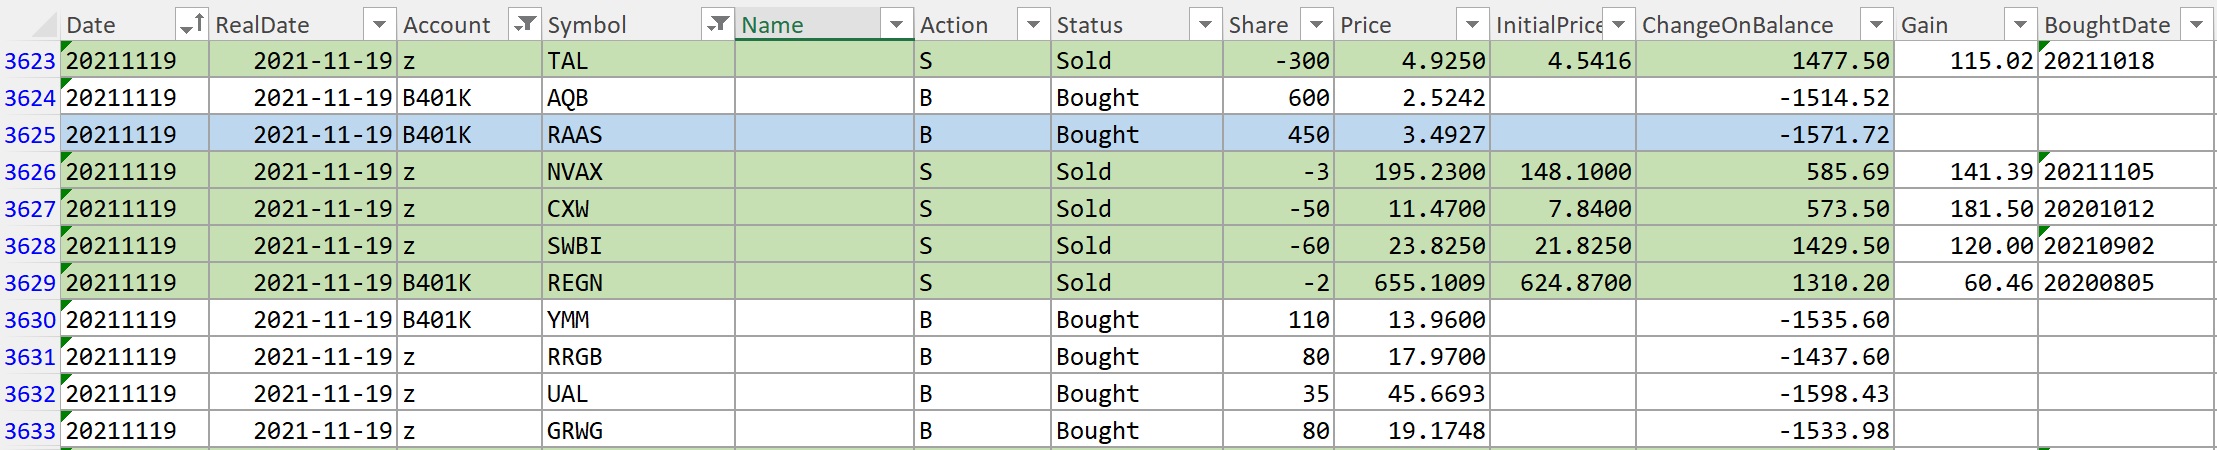 Date RealDate Account Symbol Name Action Status Share Price InitialPrice ChangeOnBalance Gain BoughtDate
3623 20211119 2021-11-19 z TAL S Sold -300 4.9250 4.5416 1477.50 115.02 20211018
3624 20211119 2021-11-19 B401K AQB B Bought 600 2.5242 -1514.52
3625 20211119 2021-11-19 B401K RAAS B Bought 450 3.4927 -1571.72
3626 20211119 2021-11-19 z NVAX S Sold -3 195.2300 148.1000 585.69 141.39 20211105
3627 20211119 2021-11-19 z CXW S Sold -50 11.4700 7.8400 573.50 181.50 20201012
3628 20211119 2021-11-19 z SWBI S Sold -60 23.8250 21.8250 1429.50 120.00 20210902
3629 20211119 2021-11-19 B401K REGN S Sold -2 655.1009 624.8700 1310.20 60.46 20200805
3630 20211119 2021-11-19 B401K YMM B Bought 110 13.9600 -1535.60
3631 20211119 2021-11-19 z RRGB B Bought 80 17.9700 -1437.60
3632 20211119 2021-11-19 z UAL B Bought 35 45.6693 -1598.43
3633 20211119 2021-11-19 z GRWG B Bought 80 19.1748 -1533.98